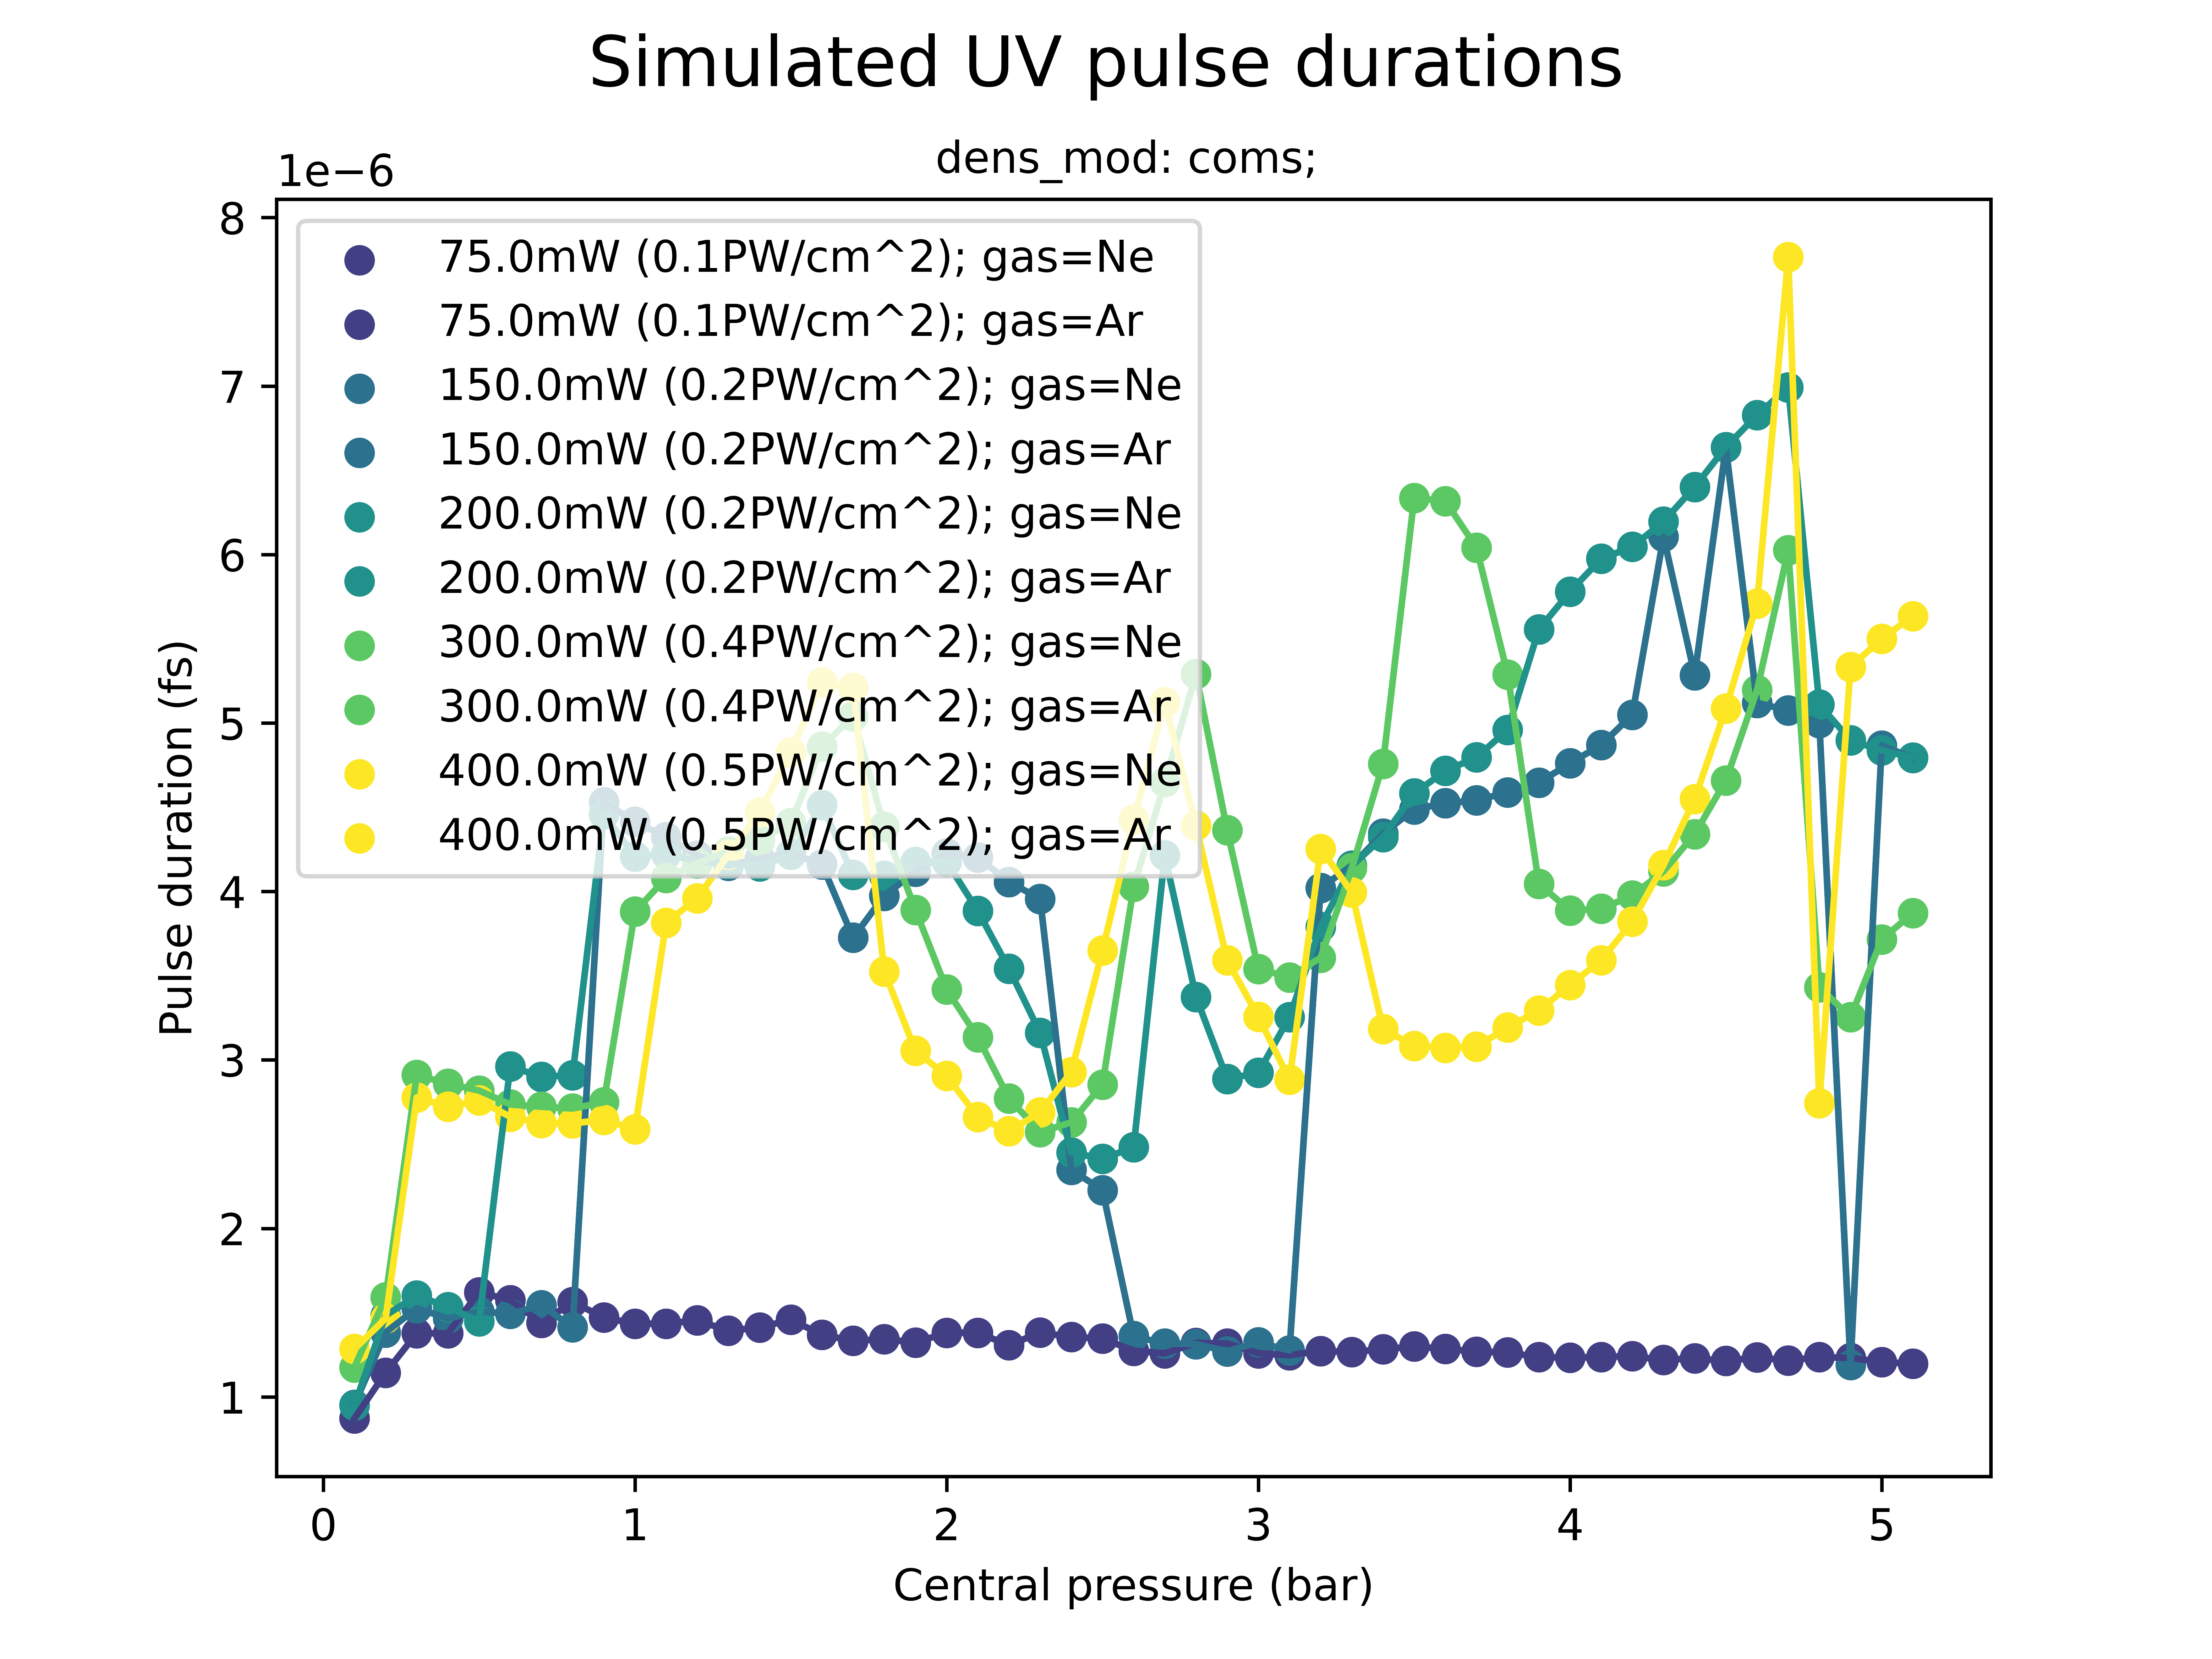 Simulated UV pulse durations
dens_mod: coms;
1e−6
8
7
6
5
4
3
2
1
Pulse duration (fs)
75.0mW (0.1PW/cm^2); gas=Ne
75.0mW (0.1PW/cm^2); gas=Ar
150.0mW (0.2PW/cm^2); gas=Ne
150.0mW (0.2PW/cm^2); gas=Ar
200.0mW (0.2PW/cm^2); gas=Ne
200.0mW (0.2PW/cm^2); gas=Ar
300.0mW (0.4PW/cm^2); gas=Ne
300.0mW (0.4PW/cm^2); gas=Ar
400.0mW (0.5PW/cm^2); gas=Ne
400.0mW (0.5PW/cm^2); gas=Ar
0 1 2 3 4 5
Central pressure (bar)